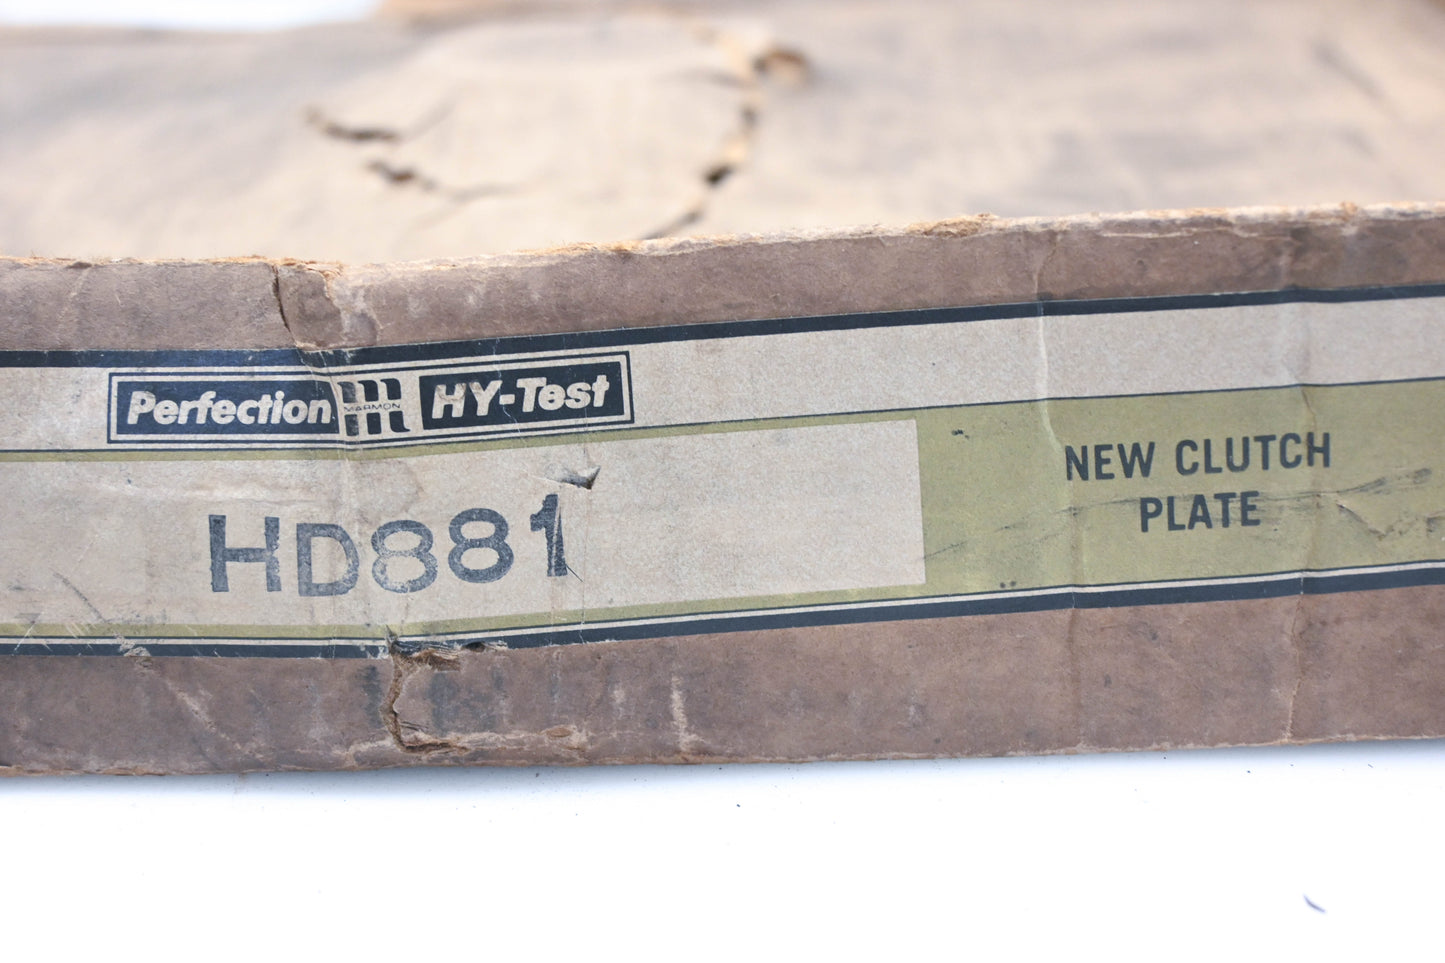 Perfection MARMON HY-Test
HD881
NEW CLUTCH
PLATE